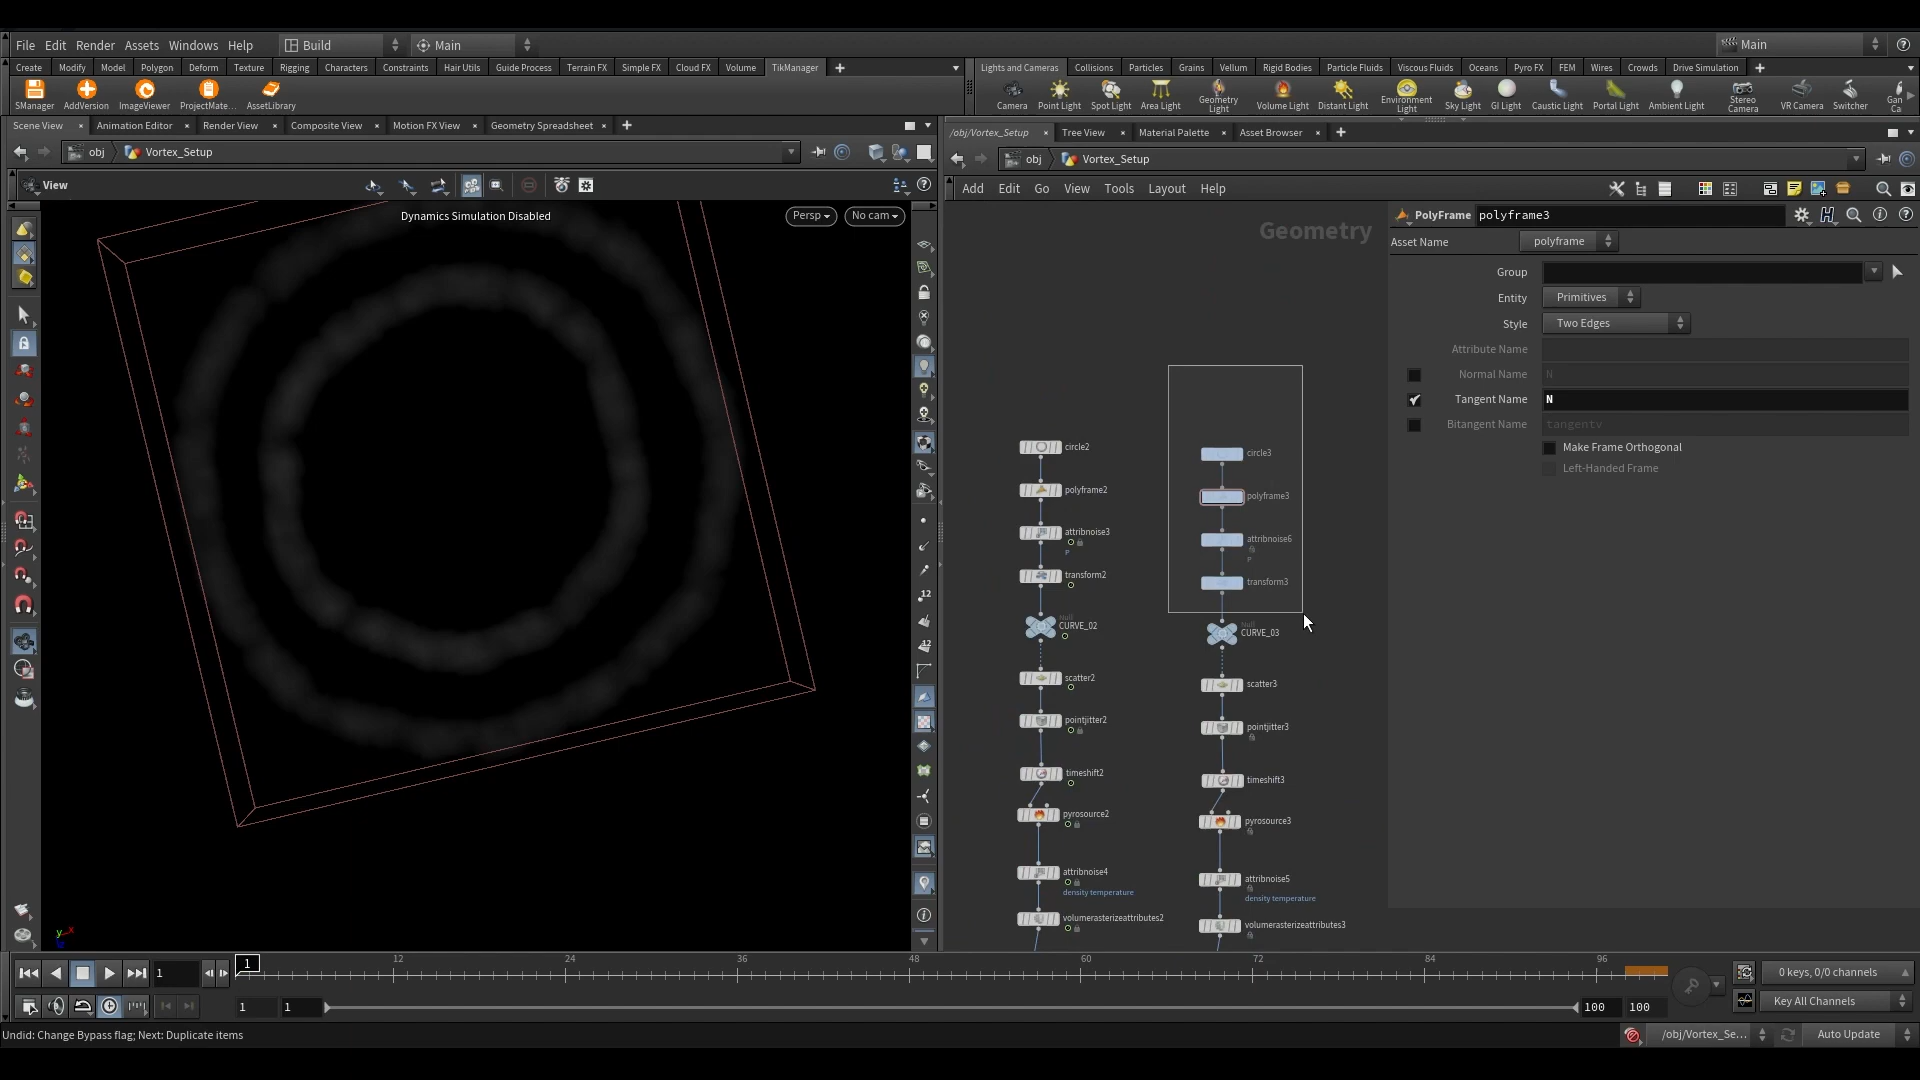 File Edit Render Assets Windows Help Build Main Main
Create Modify Model Polygon Deform Texture Rigging Characters Constraints Hair Utils Guide Process Terrain FX Simple FX Cloud FX Volume TikManager
Lights and Cameras Collisions Particles Grains Vellum Rigid Bodies Particle Fluids Viscous Fluids Oceans Pyro FX FEM Wires Crowds Drive Simulation
SManager AddVersion ImageViewer ProjectMate... AssetLibrary
Camera Point Light Spot Light Area Light Geometry Light Volume Light Distant Light Environment Light Sky Light GI Light Caustic Light Portal Light Ambient Light Stereo Camera VR Camera Switcher Gan Ca
Scene View Animation Editor Render View Composite View Motion FX View Geometry Spreadsheet
/obj/Vortex_Setup Tree View Material Palette Asset Browser
obj Vortex_Setup
obj Vortex_Setup
View
Add Edit Go View Tools Layout Help
Dynamics Simulation Disabled
Persp No cam
Geometry
PolyFrame polyframe3
Asset Name polyframe
Group
Entity Primitives
Style Two Edges
Attribute Name
Normal Name N
Tangent Name N
Bitangent Name tangentv
Make Frame Orthogonal
Left-Handed Frame
circle2
polyframe2
attribnoise3
P
transform2
Null
CURVE_02
scatter2
pointjitter2
timeshift2
pyrosource2
attribnoise4
density temperature
volumerasterizeattributes2
circle3
polyframe3
attribnoise6
P
transform3
Null
CURVE_03
scatter3
pointjitter3
timeshift3
pyrosource3
attribnoise5
density temperature
volumerasterizeattributes3
12
12
y x
1 1 12 24 36 48 60 72 84 96
0 keys, 0/0 channels
1 1 100 100
Key All Channels
Undid: Change Bypass flag; Next: Duplicate items
/obj/Vortex_Se... Auto Update